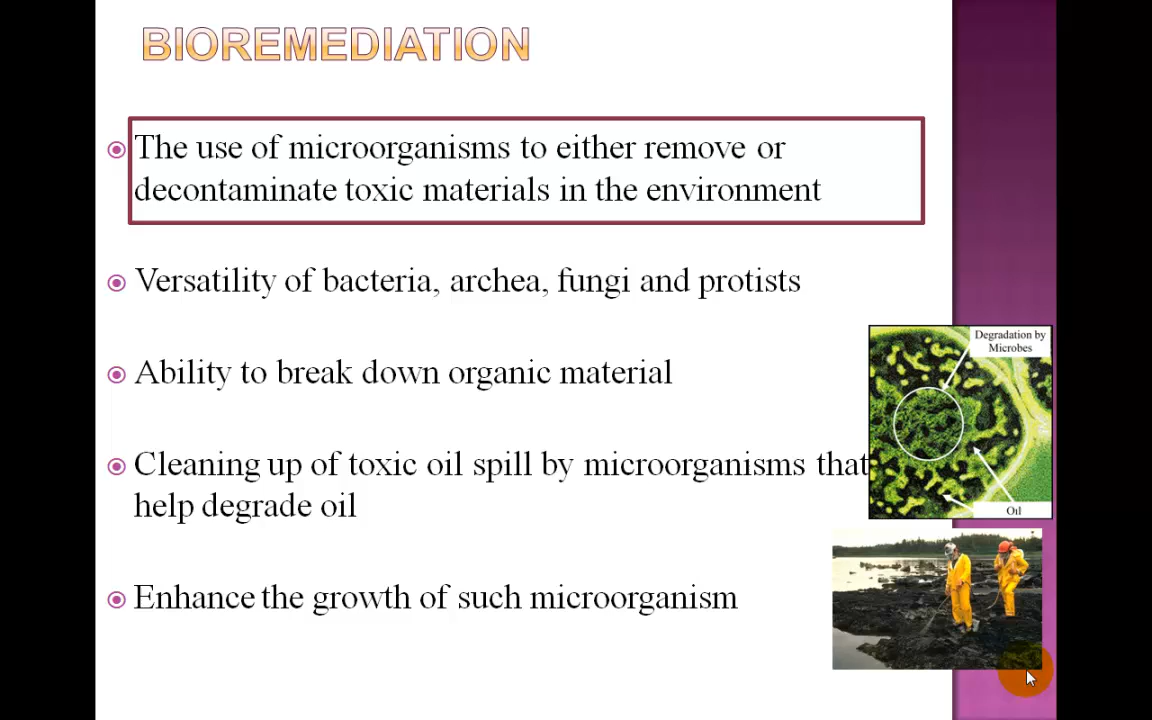 BIOREMEDIATION
The use of microorganisms to either remove or
decontaminate toxic materials in the environment
Versatility of bacteria, archea, fungi and protists
Ability to break down organic material
Cleaning up of toxic oil spill by microorganisms that
help degrade oil
Enhance the growth of such microorganism
Degradation by
Microbes
Oil